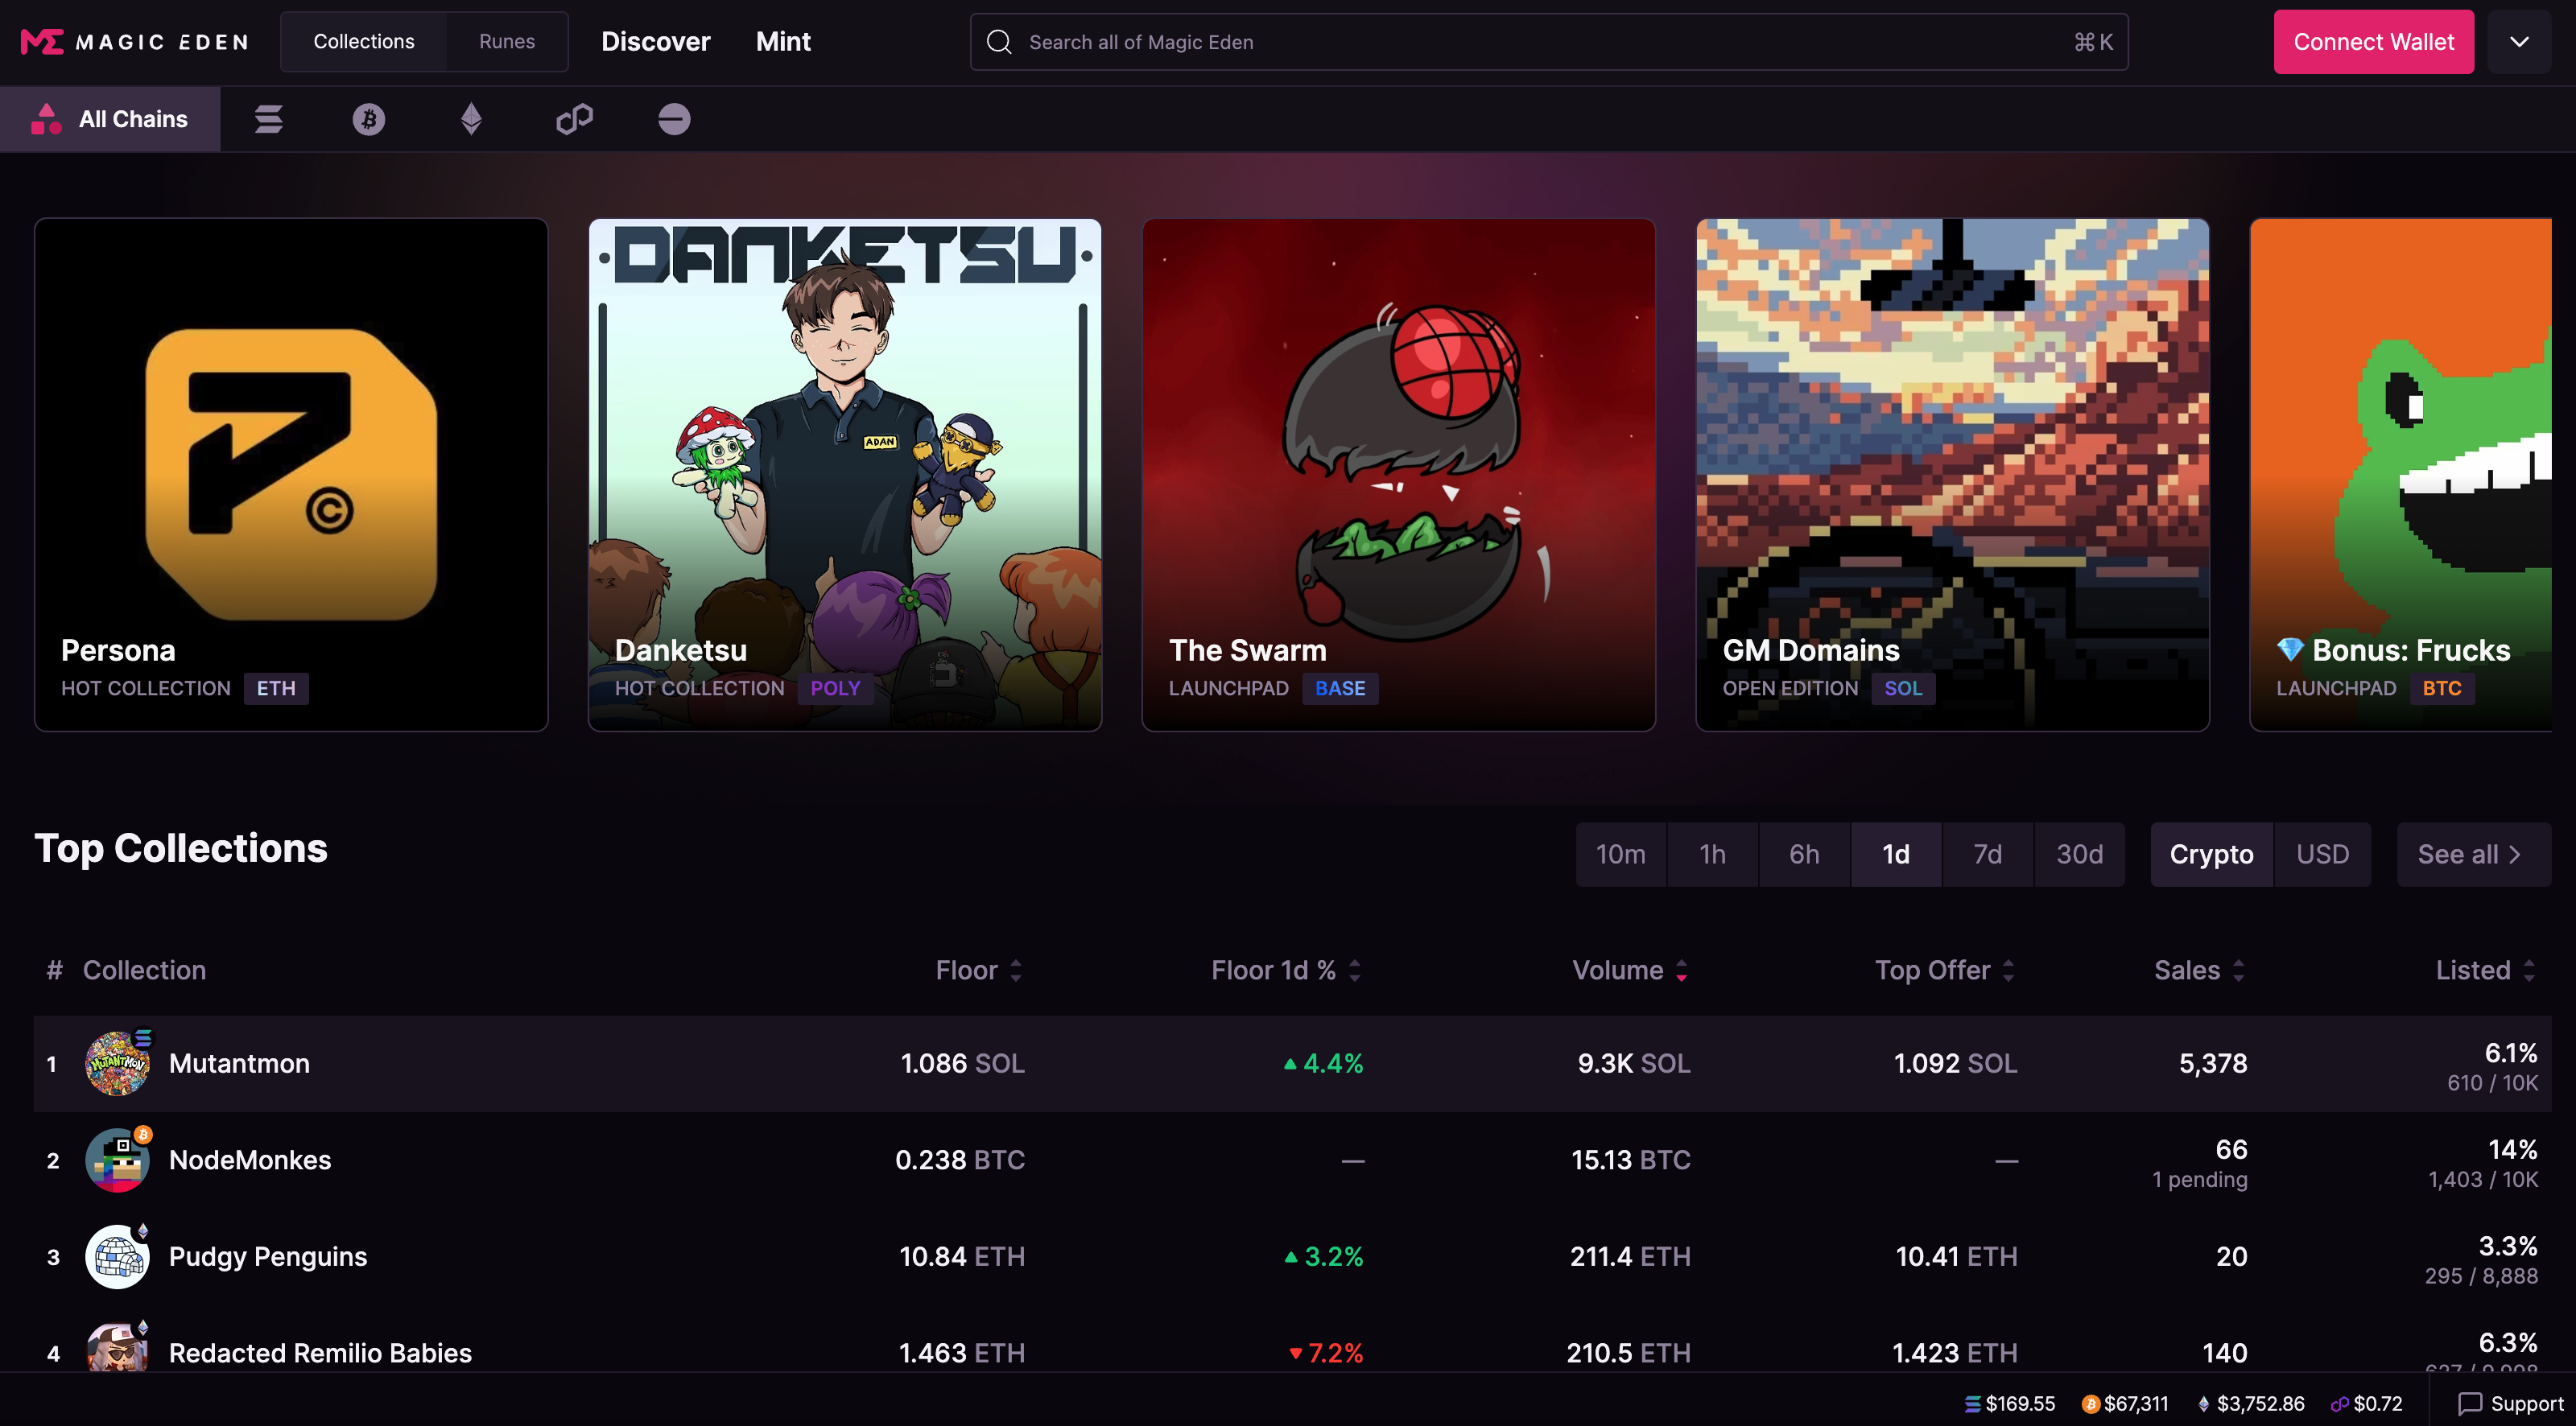 MAGIC EDEN
Collections Runes Discover Mint
Search all of Magic Eden ⌘K
Connect Wallet
All Chains
DANKETSU
ADAN
Persona
HOT COLLECTION ETH
Danketsu
HOT COLLECTION POLY
The Swarm
LAUNCHPAD BASE
GM Domains
OPEN EDITION SOL
💎 Bonus: Frucks
LAUNCHPAD BTC
Top Collections
10m 1h 6h 1d 7d 30d Crypto USD See all
# Collection Floor Floor 1d % Volume Top Offer Sales Listed
1 MUTANTMON Mutantmon 1.086 SOL 4.4% 9.3K SOL 1.092 SOL 5,378 6.1%
610 / 10K
2 NodeMonkes 0.238 BTC — 15.13 BTC — 66 14%
1 pending 1,403 / 10K
3 Pudgy Penguins 10.84 ETH 3.2% 211.4 ETH 10.41 ETH 20 3.3%
295 / 8,888
4 Redacted Remilio Babies 1.463 ETH 7.2% 210.5 ETH 1.423 ETH 140 6.3%
$169.55 $67,311 $3,752.86 $0.72 Support